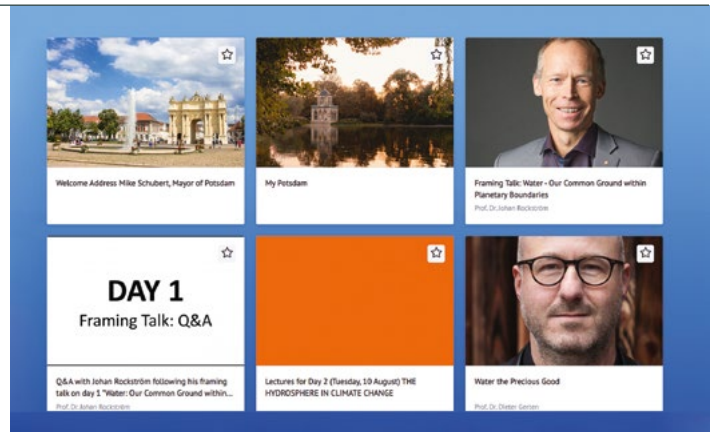 Welcome Address Mike Schubert, Mayor of Potsdam
My Potsdam
Framing Talk: Water - Our Common Ground within
Planetary Boundaries
Prof. Dr. Johan Rockström
DAY 1
Framing Talk: Q&A
Q&A with Johan Rockström following his framing
talk on day 1 "Water: Our Common Ground within...
Prof. Dr. Johan Rockström
Lectures for Day 2 (Tuesday, 10 August) THE
HYDROSPHERE IN CLIMATE CHANGE
Water the Precious Good
Prof. Dr. Dieter Gerten